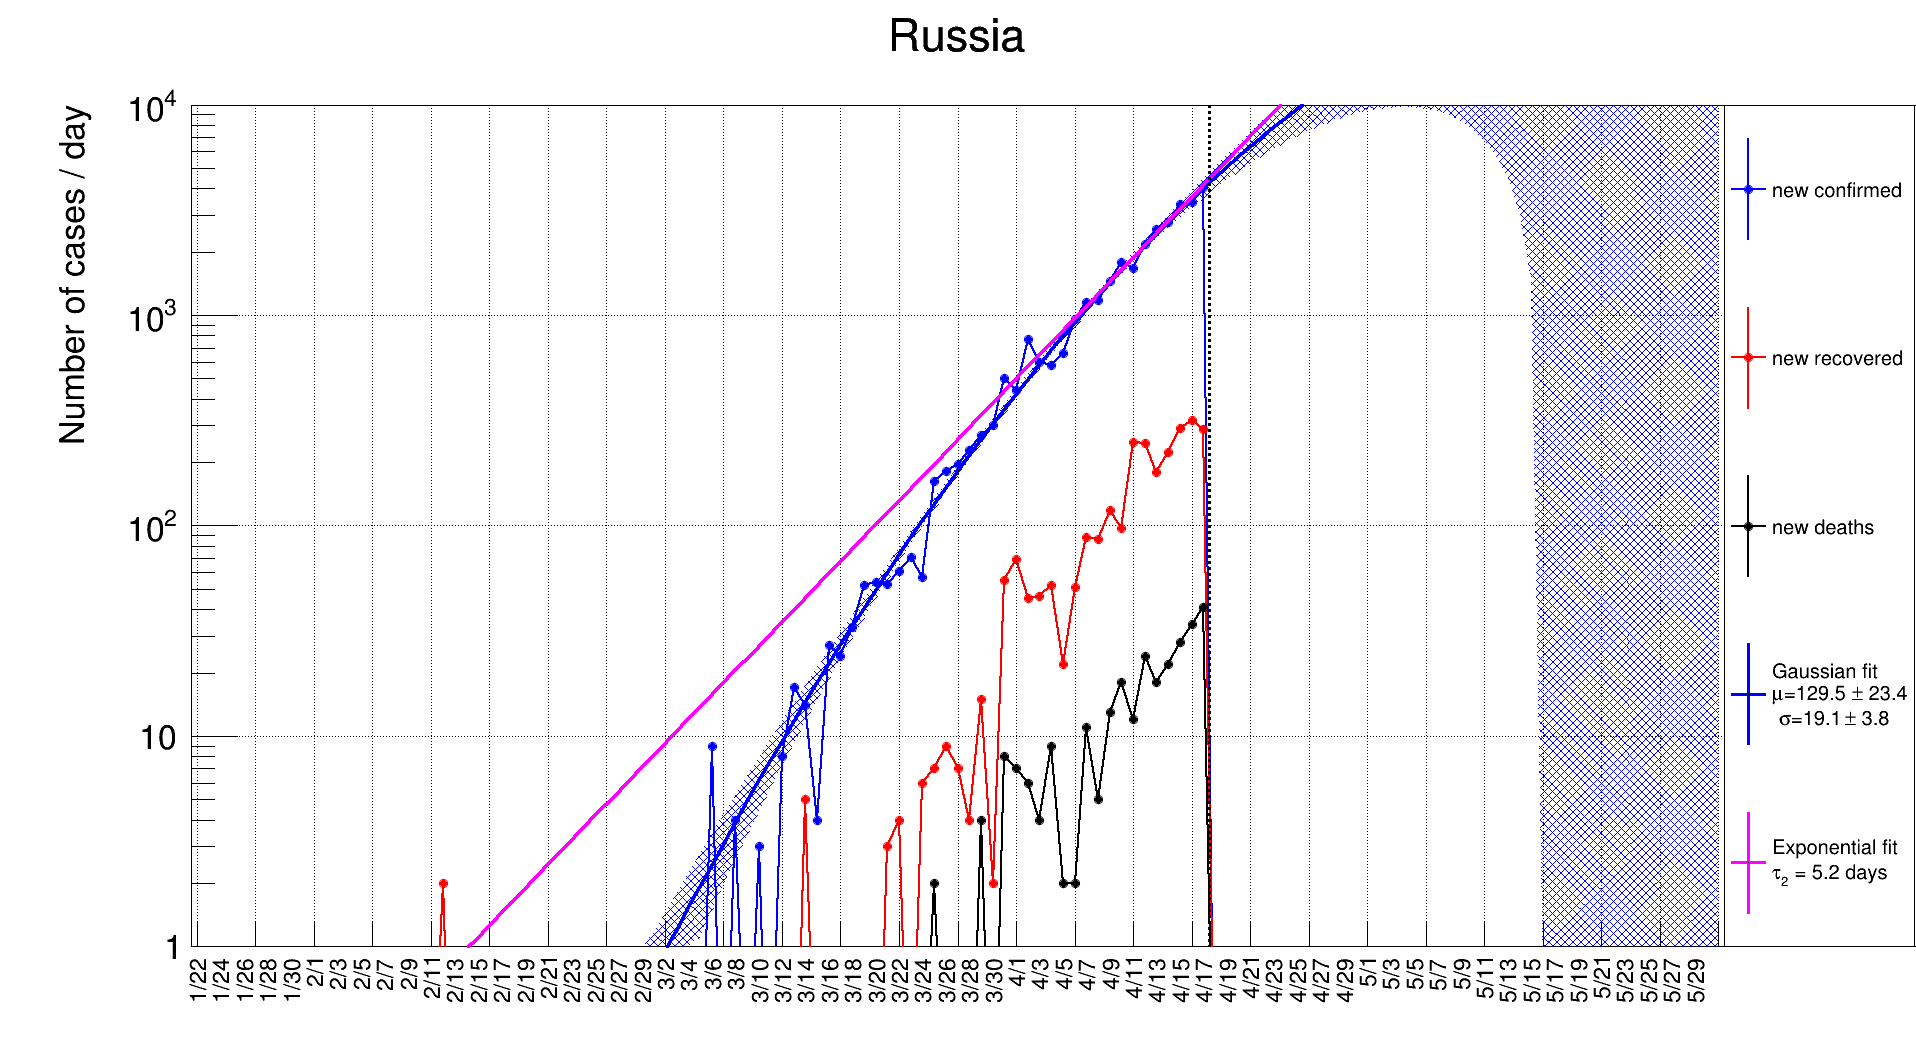 Russia
Number of cases / day
10⁴
10³
10²
10
1
1/22 1/24 1/26 1/28 1/30 2/1 2/3 2/5 2/7 2/9 2/11 2/13 2/15 2/17 2/19 2/21 2/23 2/25 2/27 2/29 3/2 3/4 3/6 3/8 3/10 3/12 3/14 3/16 3/18 3/20 3/22 3/24 3/26 3/28 3/30 4/1 4/3 4/5 4/7 4/9 4/11 4/13 4/15 4/17 4/19 4/21 4/23 4/25 4/27 4/29 5/1 5/3 5/5 5/7 5/9 5/11 5/13 5/15 5/17 5/19 5/21 5/23 5/25 5/27 5/29
new confirmed
new recovered
new deaths
Gaussian fit
μ=129.5 ± 23.4
σ=19.1 ± 3.8
Exponential fit
τ₂ = 5.2 days